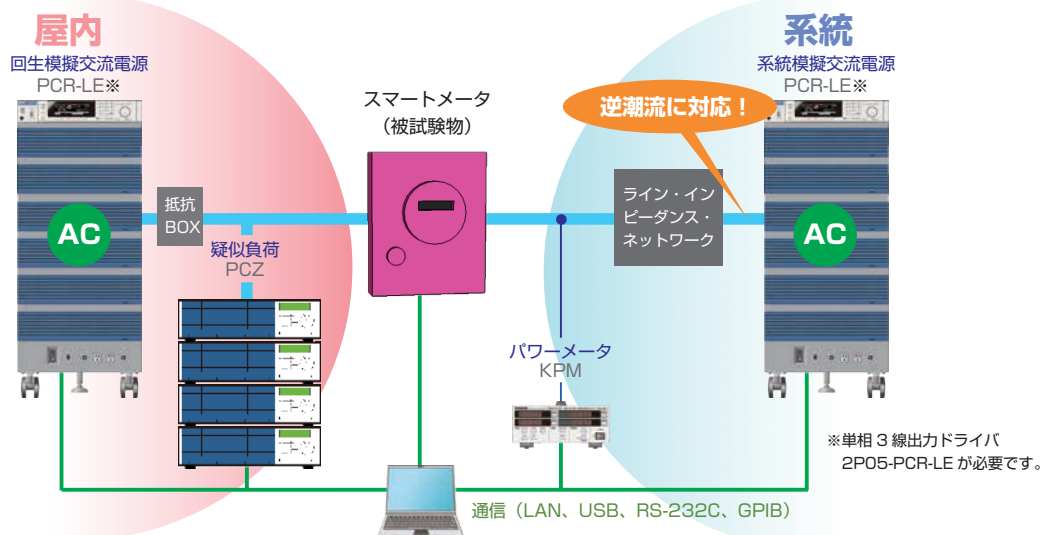 屋内
回生模擬交流電源
PCR-LE※
AC
抵抗
BOX
疑似負荷
PCZ
スマートメータ
（被試験物）
逆潮流に対応！
ライン・イン
ピーダンス・
ネットワーク
パワーメータ
KPM
系統
系統模擬交流電源
PCR-LE※
AC
※単相 3 線出力ドライバ
2P05-PCR-LE が必要です。
通信（LAN、USB、RS-232C、GPIB）